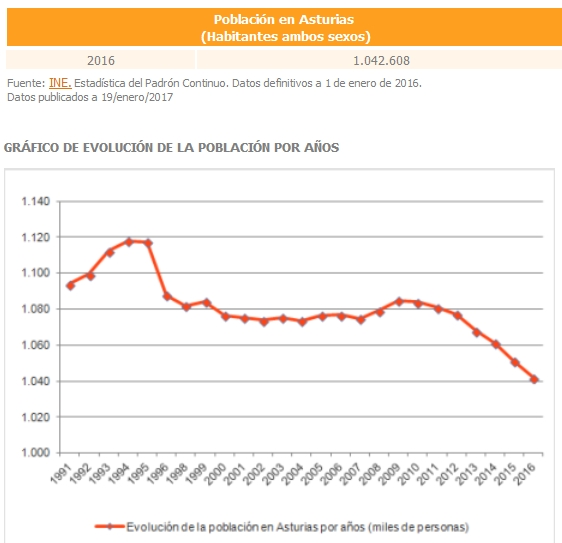 Población en Asturias
(Habitantes ambos sexos)
2016 1.042.608
Fuente: INE. Estadística del Padrón Continuo. Datos definitivos a 1 de enero de 2016.
Datos publicados a 19/enero/2017
GRÁFICO DE EVOLUCIÓN DE LA POBLACIÓN POR AÑOS
1.140
1.120
1.100
1.080
1.060
1.040
1.020
1.000
1991 1992 1993 1994 1995 1996 1998 1999 2000 2001 2002 2003 2004 2005 2006 2007 2008 2009 2010 2011 2012 2013 2014 2015 2016
Evolución de la población en Asturias por años (miles de personas)